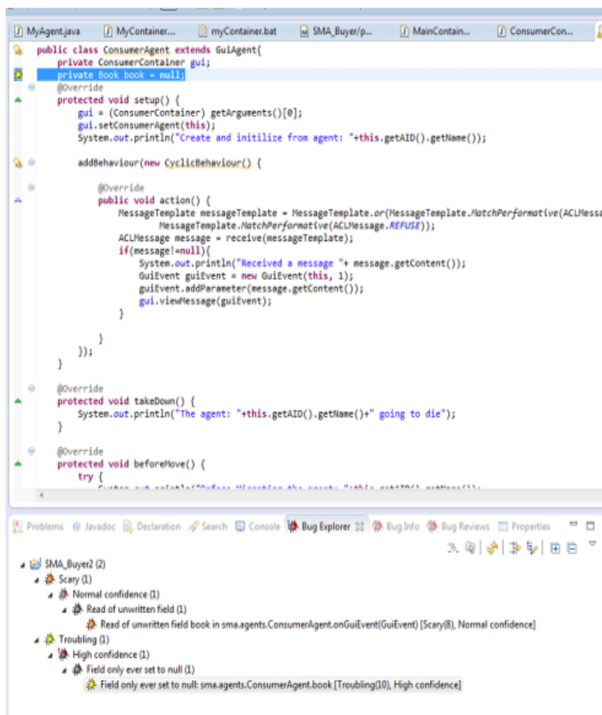 MyAgent.java MyContainer.... myContainer.bat SMA_Buyer/p... MainContain... ConsumerCon...
public class ConsumerAgent extends GuiAgent{
private ConsumerContainer gui;
private Book book = null;
@Override
protected void setup() {
gui = (ConsumerContainer) getArguments()[0];
gui.setConsumerAgent(this);
System.out.println("Create and initilize from agent: "+this.getAID().getName());
addBehaviour(new CyclicBehaviour() {
@Override
public void action() {
MessageTemplate messageTemplate = MessageTemplate.or(MessageTemplate.MatchPerformative(ACLMessa
MessageTemplate.MatchPerformative(ACLMessage.REFUSE));
ACLMessage message = receive(messageTemplate);
if(message!=null){
System.out.println("Received a message "+ message.getContent());
GuiEvent guiEvent = new GuiEvent(this, 1);
guiEvent.addParameter(message.getContent());
gui.viewMessage(guiEvent);
}
}
});
}
@Override
protected void takeDown() {
System.out.println("The agent: "+this.getAID().getName()+" going to die");
}
@Override
protected void beforeMove() {
try {
Problems @ Javadoc Declaration Search Console Bug Explorer Bug Info Bug Reviews Properties
SMA_Buyer2 (2)
Scary (1)
Normal confidence (1)
Read of unwritten field (1)
Read of unwritten field book in sma.agents.ConsumerAgent.onGuiEvent(GuiEvent) [Scary(8), Normal confidence]
Troubling (1)
High confidence (1)
Field only ever set to null (1)
Field only ever set to null: sma.agents.ConsumerAgent.book [Troubling(10), High confidence]